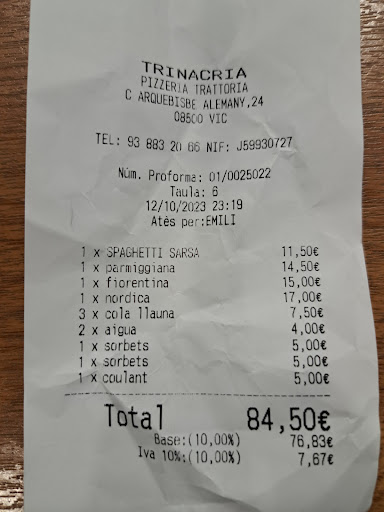 TRINACRIA
PIZZERIA TRATTORIA
C ARQUEBISBE ALEMANY,24
08500 VIC
TEL: 93 883 20 66 NIF: J59930727
Núm. Proforma: 01/0025022
Taula: 6
12/10/2023 23:19
Atès per:EMILI
1 x SPAGHETTI SARSA 11,50€
1 x parmiggiana 14,50€
1 x fiorentina 15,00€
1 x nordica 17,00€
3 x cola llauna 7,50€
2 x aigua 4,00€
1 x sorbets 5,00€
1 x sorbets 5,00€
1 x coulant 5,00€
Total 84,50€
Base:(10,00%) 76,83€
Iva 10%:(10,00%) 7,67€